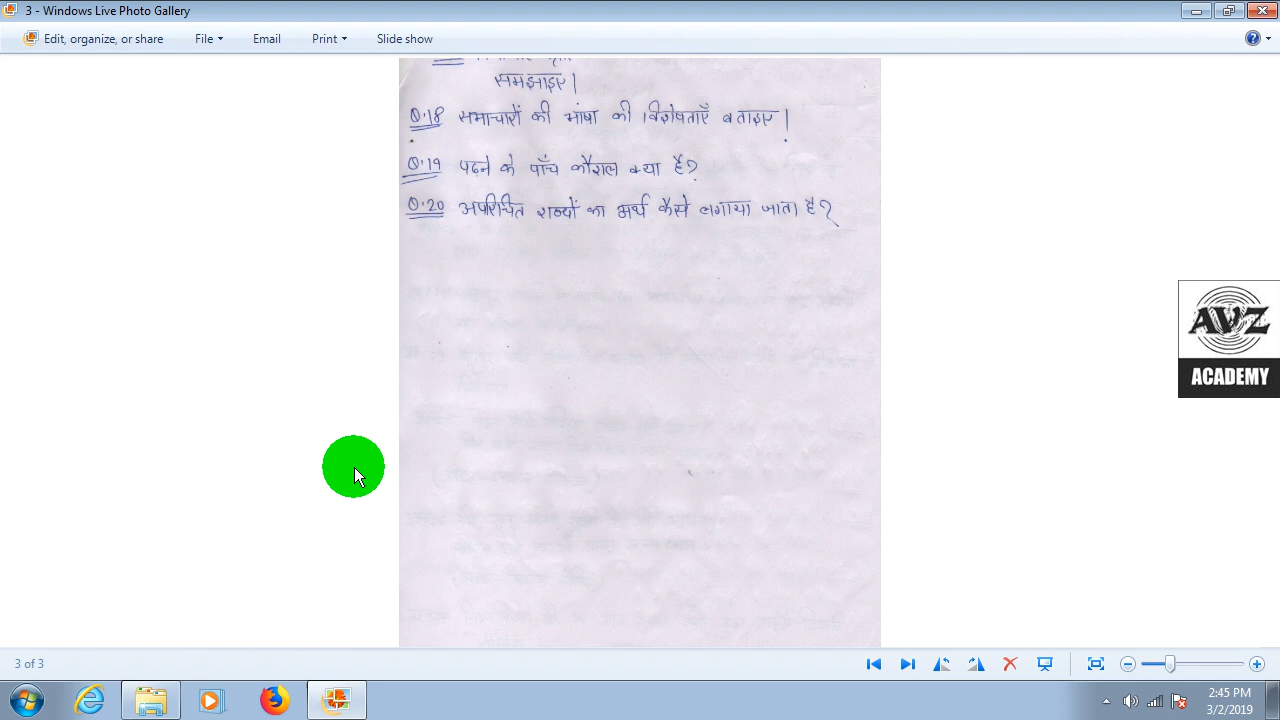 3 - Windows Live Photo Gallery
Edit, organize, or share File Email Print Slide show
समझाइए।
Q.18 समाचारों की भाषा की विशेषताएँ बताइए।
Q.19 पढने के पाँच कौशल क्या है?
Q.20 अपरिचित शब्दों का अर्थ कैसे लगाया जाता है?
AVZ
ACADEMY
3 of 3
2:45 PM
3/2/2019